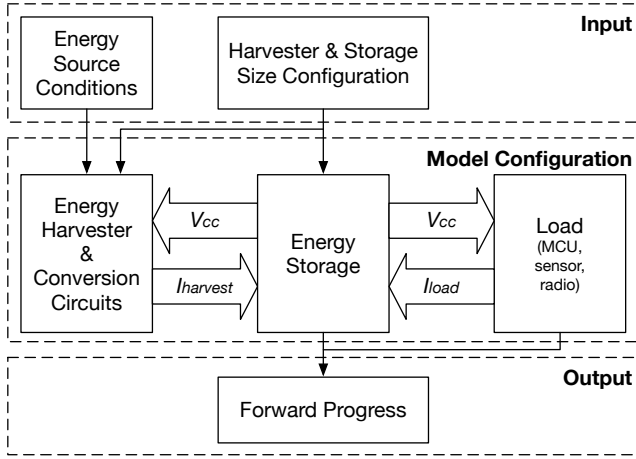 Input
Energy
Source
Conditions
Harvester & Storage
Size Configuration
Model Configuration
Energy
Harvester
&
Conversion
Circuits
Vcc
Iharvest
Energy
Storage
Vcc
Iload
Load
(MCU,
sensor,
radio)
Output
Forward Progress